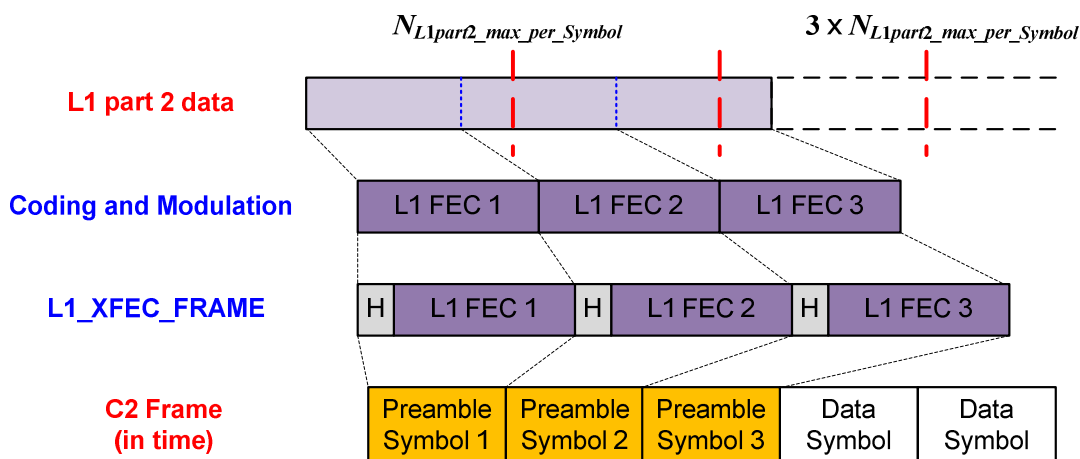 N_L1part2_max_per_Symbol 3 x N_L1part2_max_per_Symbol
L1 part 2 data
Coding and Modulation
L1 FEC 1 L1 FEC 2 L1 FEC 3
L1_XFEC_FRAME
H L1 FEC 1 H L1 FEC 2 H L1 FEC 3
C2 Frame
(in time)
Preamble
Symbol 1
Preamble
Symbol 2
Preamble
Symbol 3
Data
Symbol
Data
Symbol